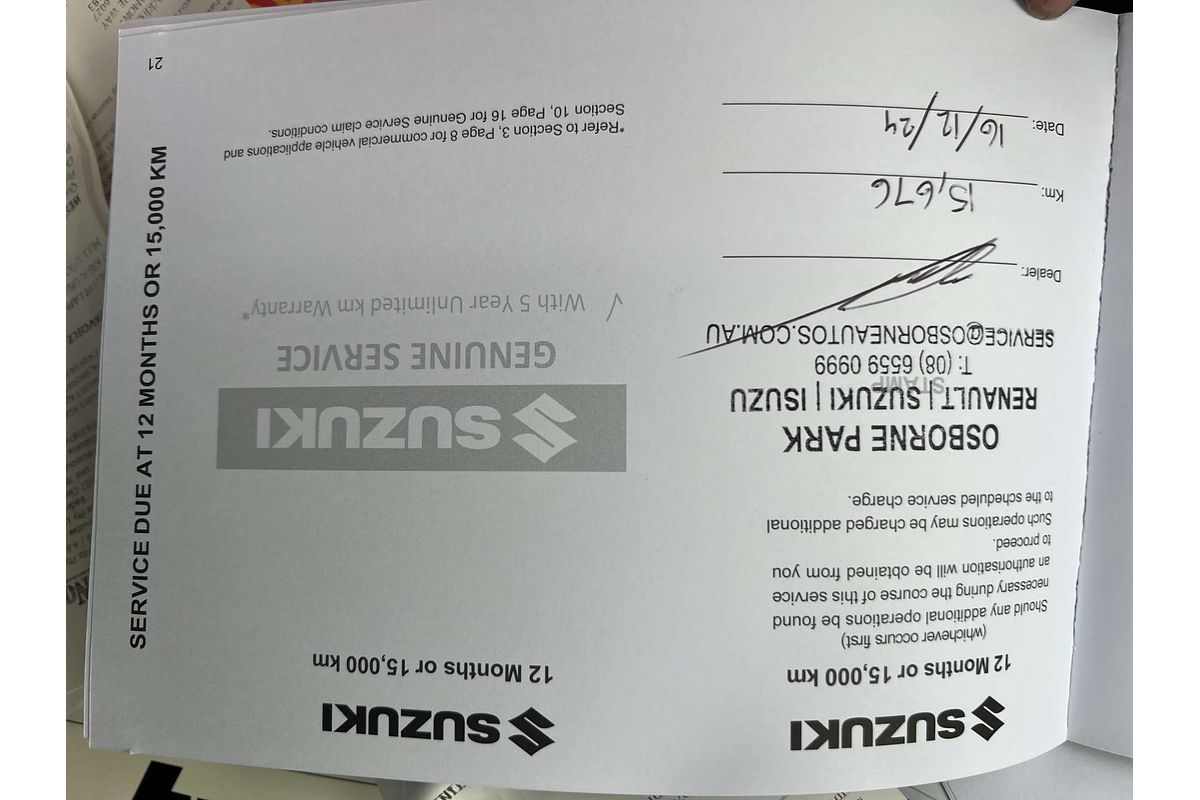 SUZUKI
12 Months or 15,000 km
(whichever occurs first)
Should any additional operations be found
necessary during the course of this service
an authorisation will be obtained from you
to proceed.
Such operations may be charged additional
to the scheduled service charge.
OSBORNE PARK
RENAULT | SUZUKI | ISUZU
STAMP
T: (08) 6559 0999
SERVICE@OSBORNEAUTOS.COM.AU
Dealer:
Km: 15,676
Date: 16/12/24
SUZUKI
12 Months or 15,000 km
SUZUKI
GENUINE SERVICE
✓ With 5 Year Unlimited km Warranty*
*Refer to Section 3, Page 8 for commercial vehicle applications and
Section 10, Page 16 for Genuine Service claim conditions.
SERVICE DUE AT 12 MONTHS OR 15,000 KM
21